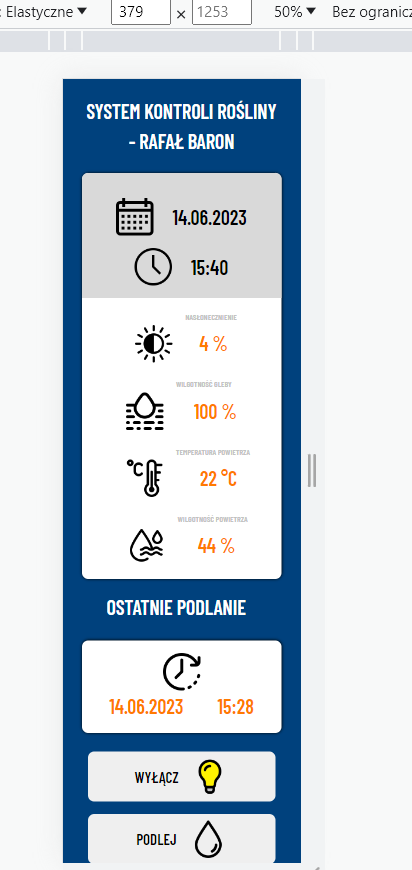 : Elastyczne ▼ 379 × 1253 50% ▼ Bez ogranicz
SYSTEM KONTROLI ROŚLINY
- RAFAŁ BARON
14.06.2023
15:40
NASŁONECZNIENIE
4 %
WILGOTNOŚĆ GLEBY
100 %
TEMPERATURA POWIETRZA
°C
22 °C
WILGOTNOŚĆ POWIETRZA
44 %
OSTATNIE PODLANIE
14.06.2023 15:28
WYŁĄCZ
PODLEJ